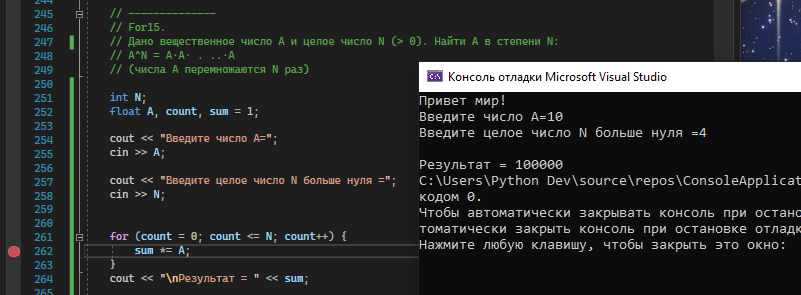 244
245 // --------------
246 // For15.
247 // Дано вещественное число A и целое число N (> 0). Найти A в степени N:
248 // A^N = A·A· . ..·A
249 // (числа A перемножаются N раз)
250
251 int N;
252 float A, count, sum = 1;
253
254 cout << "Введите число A=";
255 cin >> A;
256
257 cout << "Введите целое число N больше нуля =";
258 cin >> N;
259
260
261 for (count = 0; count <= N; count++) {
262 sum *= A;
263 }
264 cout << "\nРезультат = " << sum;
265
C:\ Консоль отладки Microsoft Visual Studio
Привет мир!
Введите число A=10
Введите целое число N больше нуля =4
Результат = 100000
C:\Users\Python Dev\source\repos\ConsoleApplicat
кодом 0.
Чтобы автоматически закрывать консоль при остано
томатически закрыть консоль при остановке отладк
Нажмите любую клавишу, чтобы закрыть это окно: